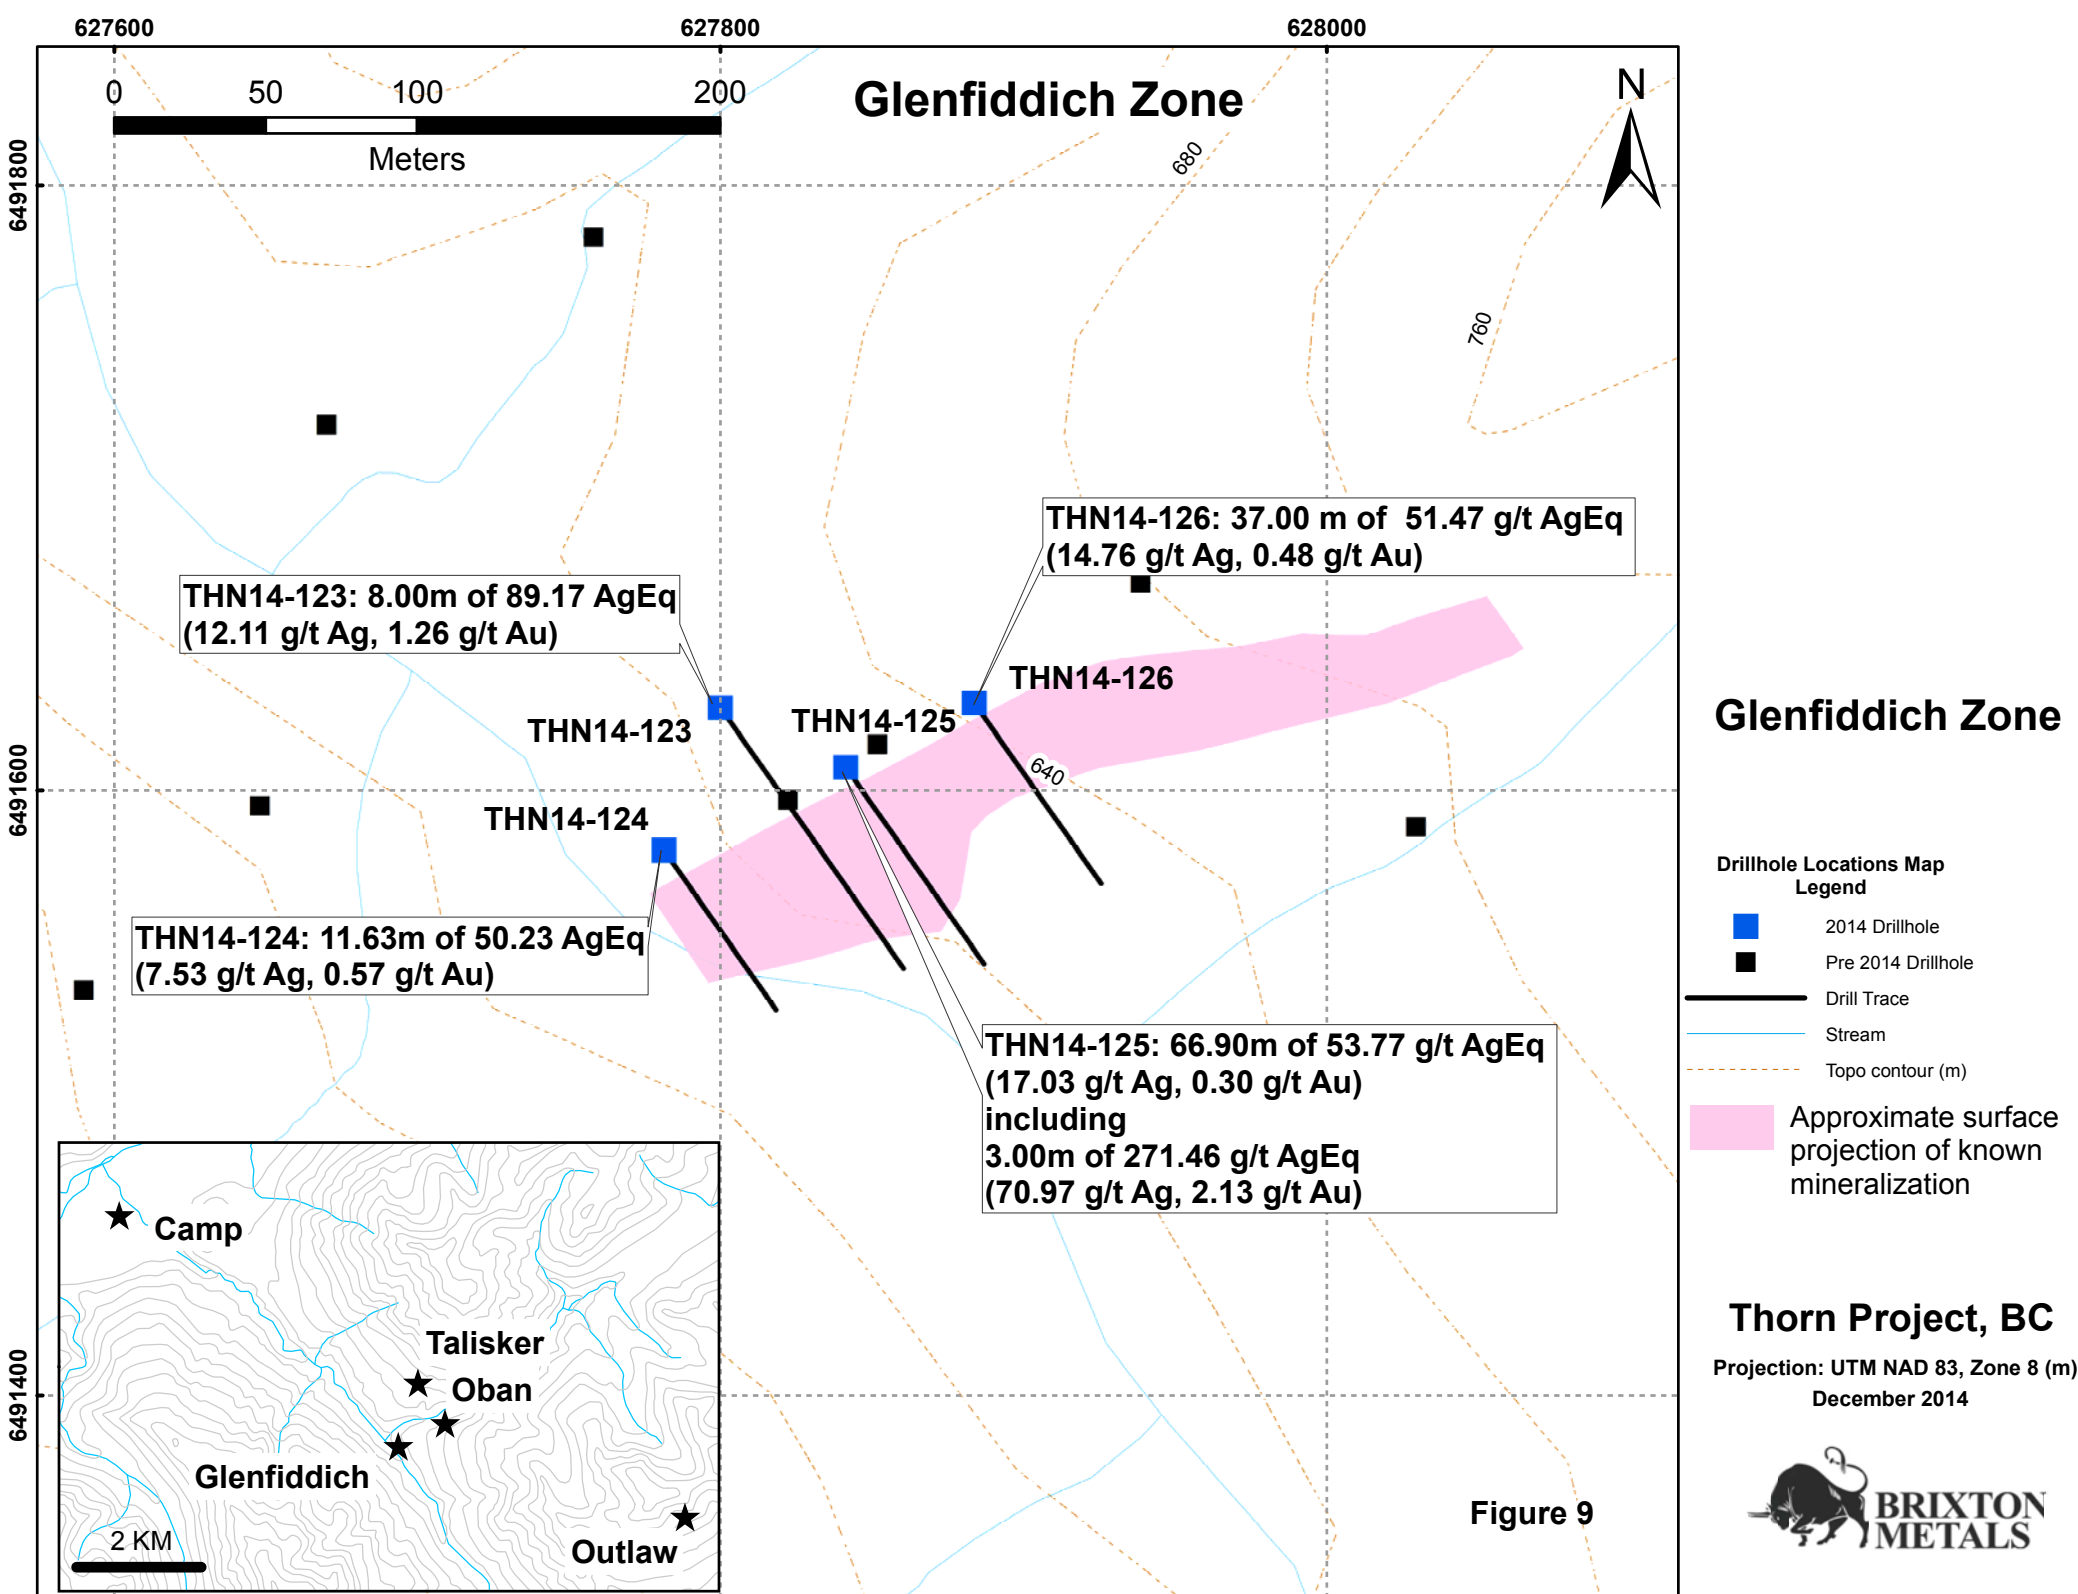 627600
627800
628000
0
50
100
200
Meters
Glenfiddich Zone
N
6491800
6491600
6491400
680
760
640
THN14-126: 37.00 m of  51.47 g/t AgEq
(14.76 g/t Ag, 0.48 g/t Au)
THN14-123: 8.00m of 89.17 AgEq
(12.11 g/t Ag, 1.26 g/t Au)
THN14-126
THN14-125
THN14-123
THN14-124
THN14-124: 11.63m of 50.23 AgEq
(7.53 g/t Ag, 0.57 g/t Au)
THN14-125: 66.90m of 53.77 g/t AgEq
(17.03 g/t Ag, 0.30 g/t Au)
including
3.00m of 271.46 g/t AgEq
(70.97 g/t Ag, 2.13 g/t Au)
Camp
Talisker
Oban
Glenfiddich
Outlaw
2 KM
Figure 9
Glenfiddich Zone
Drillhole Locations Map
Legend
2014 Drillhole
Pre 2014 Drillhole
Drill Trace
Stream
Topo contour (m)
Approximate surface
projection of known
mineralization
Thorn Project, BC
Projection: UTM NAD 83, Zone 8 (m)
December 2014
BRIXTON
METALS